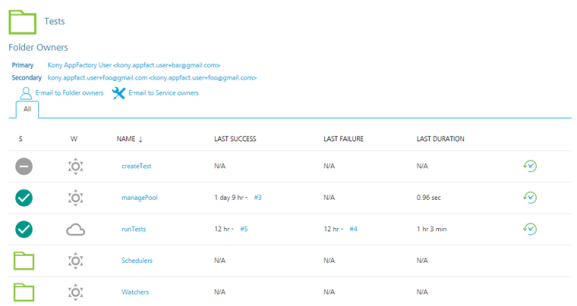 Tests
Folder Owners
Primary Kony AppFactory User <kony.appfact.user+bar@gmail.com>
Secondary kony.appfact.user+foo@gmail.com <kony.appfact.user+foo@gmail.com>
E-mail to Folder owners E-mail to Service owners
All
S W NAME ↓ LAST SUCCESS LAST FAILURE LAST DURATION
createTest N/A N/A N/A
managePool 1 day 9 hr - #3 N/A 0.96 sec
runTests 12 hr - #5 12 hr - #4 1 hr 3 min
Schedulers N/A N/A N/A
Watchers N/A N/A N/A